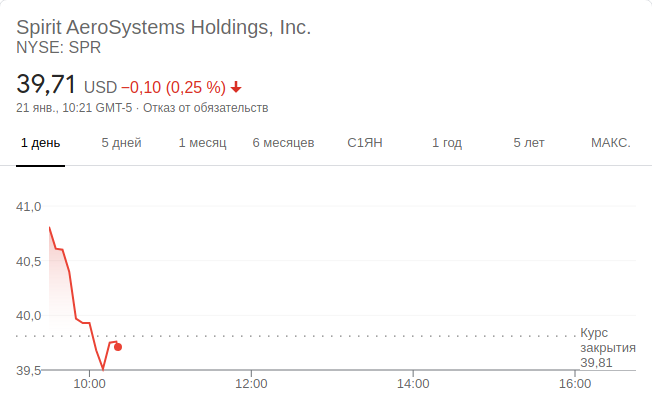 Spirit AeroSystems Holdings, Inc.
NYSE: SPR
39,71 USD −0,10 (0,25 %)
21 янв., 10:21 GMT-5 · Отказ от обязательств
1 день 5 дней 1 месяц 6 месяцев С1ЯН 1 год 5 лет МАКС.
41,0
40,5
40,0
39,5
Курс
закрытия
39,81
10:00 12:00 14:00 16:00